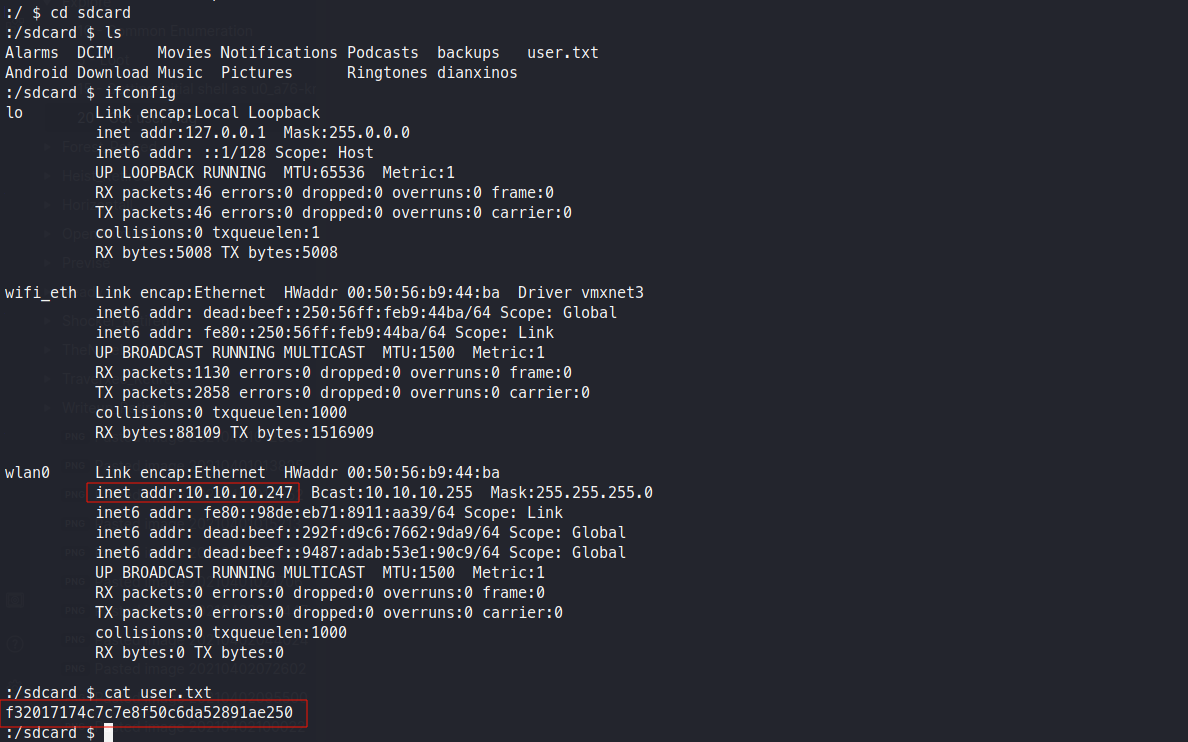 :/ $ cd sdcard
:/sdcard $ ls
Alarms  DCIM     Movies Notifications Podcasts  backups   user.txt
Android Download Music  Pictures      Ringtones dianxinos
:/sdcard $ ifconfig
lo        Link encap:Local Loopback
          inet addr:127.0.0.1  Mask:255.0.0.0
          inet6 addr: ::1/128 Scope: Host
          UP LOOPBACK RUNNING  MTU:65536  Metric:1
          RX packets:46 errors:0 dropped:0 overruns:0 frame:0
          TX packets:46 errors:0 dropped:0 overruns:0 carrier:0
          collisions:0 txqueuelen:1
          RX bytes:5008 TX bytes:5008
wifi_eth  Link encap:Ethernet  HWaddr 00:50:56:b9:44:ba  Driver vmxnet3
          inet6 addr: dead:beef::250:56ff:feb9:44ba/64 Scope: Global
          inet6 addr: fe80::250:56ff:feb9:44ba/64 Scope: Link
          UP BROADCAST RUNNING MULTICAST  MTU:1500  Metric:1
          RX packets:1130 errors:0 dropped:0 overruns:0 frame:0
          TX packets:2858 errors:0 dropped:0 overruns:0 carrier:0
          collisions:0 txqueuelen:1000
          RX bytes:88109 TX bytes:1516909
wlan0     Link encap:Ethernet  HWaddr 00:50:56:b9:44:ba
          inet addr:10.10.10.247  Bcast:10.10.10.255  Mask:255.255.255.0
          inet6 addr: fe80::98de:eb71:8911:aa39/64 Scope: Link
          inet6 addr: dead:beef::292f:d9c6:7662:9da9/64 Scope: Global
          inet6 addr: dead:beef::9487:adab:53e1:90c9/64 Scope: Global
          UP BROADCAST RUNNING MULTICAST  MTU:1500  Metric:1
          RX packets:0 errors:0 dropped:0 overruns:0 frame:0
          TX packets:0 errors:0 dropped:0 overruns:0 carrier:0
          collisions:0 txqueuelen:1000
          RX bytes:0 TX bytes:0
:/sdcard $ cat user.txt
f32017174c7c7e8f50c6da52891ae250
:/sdcard $